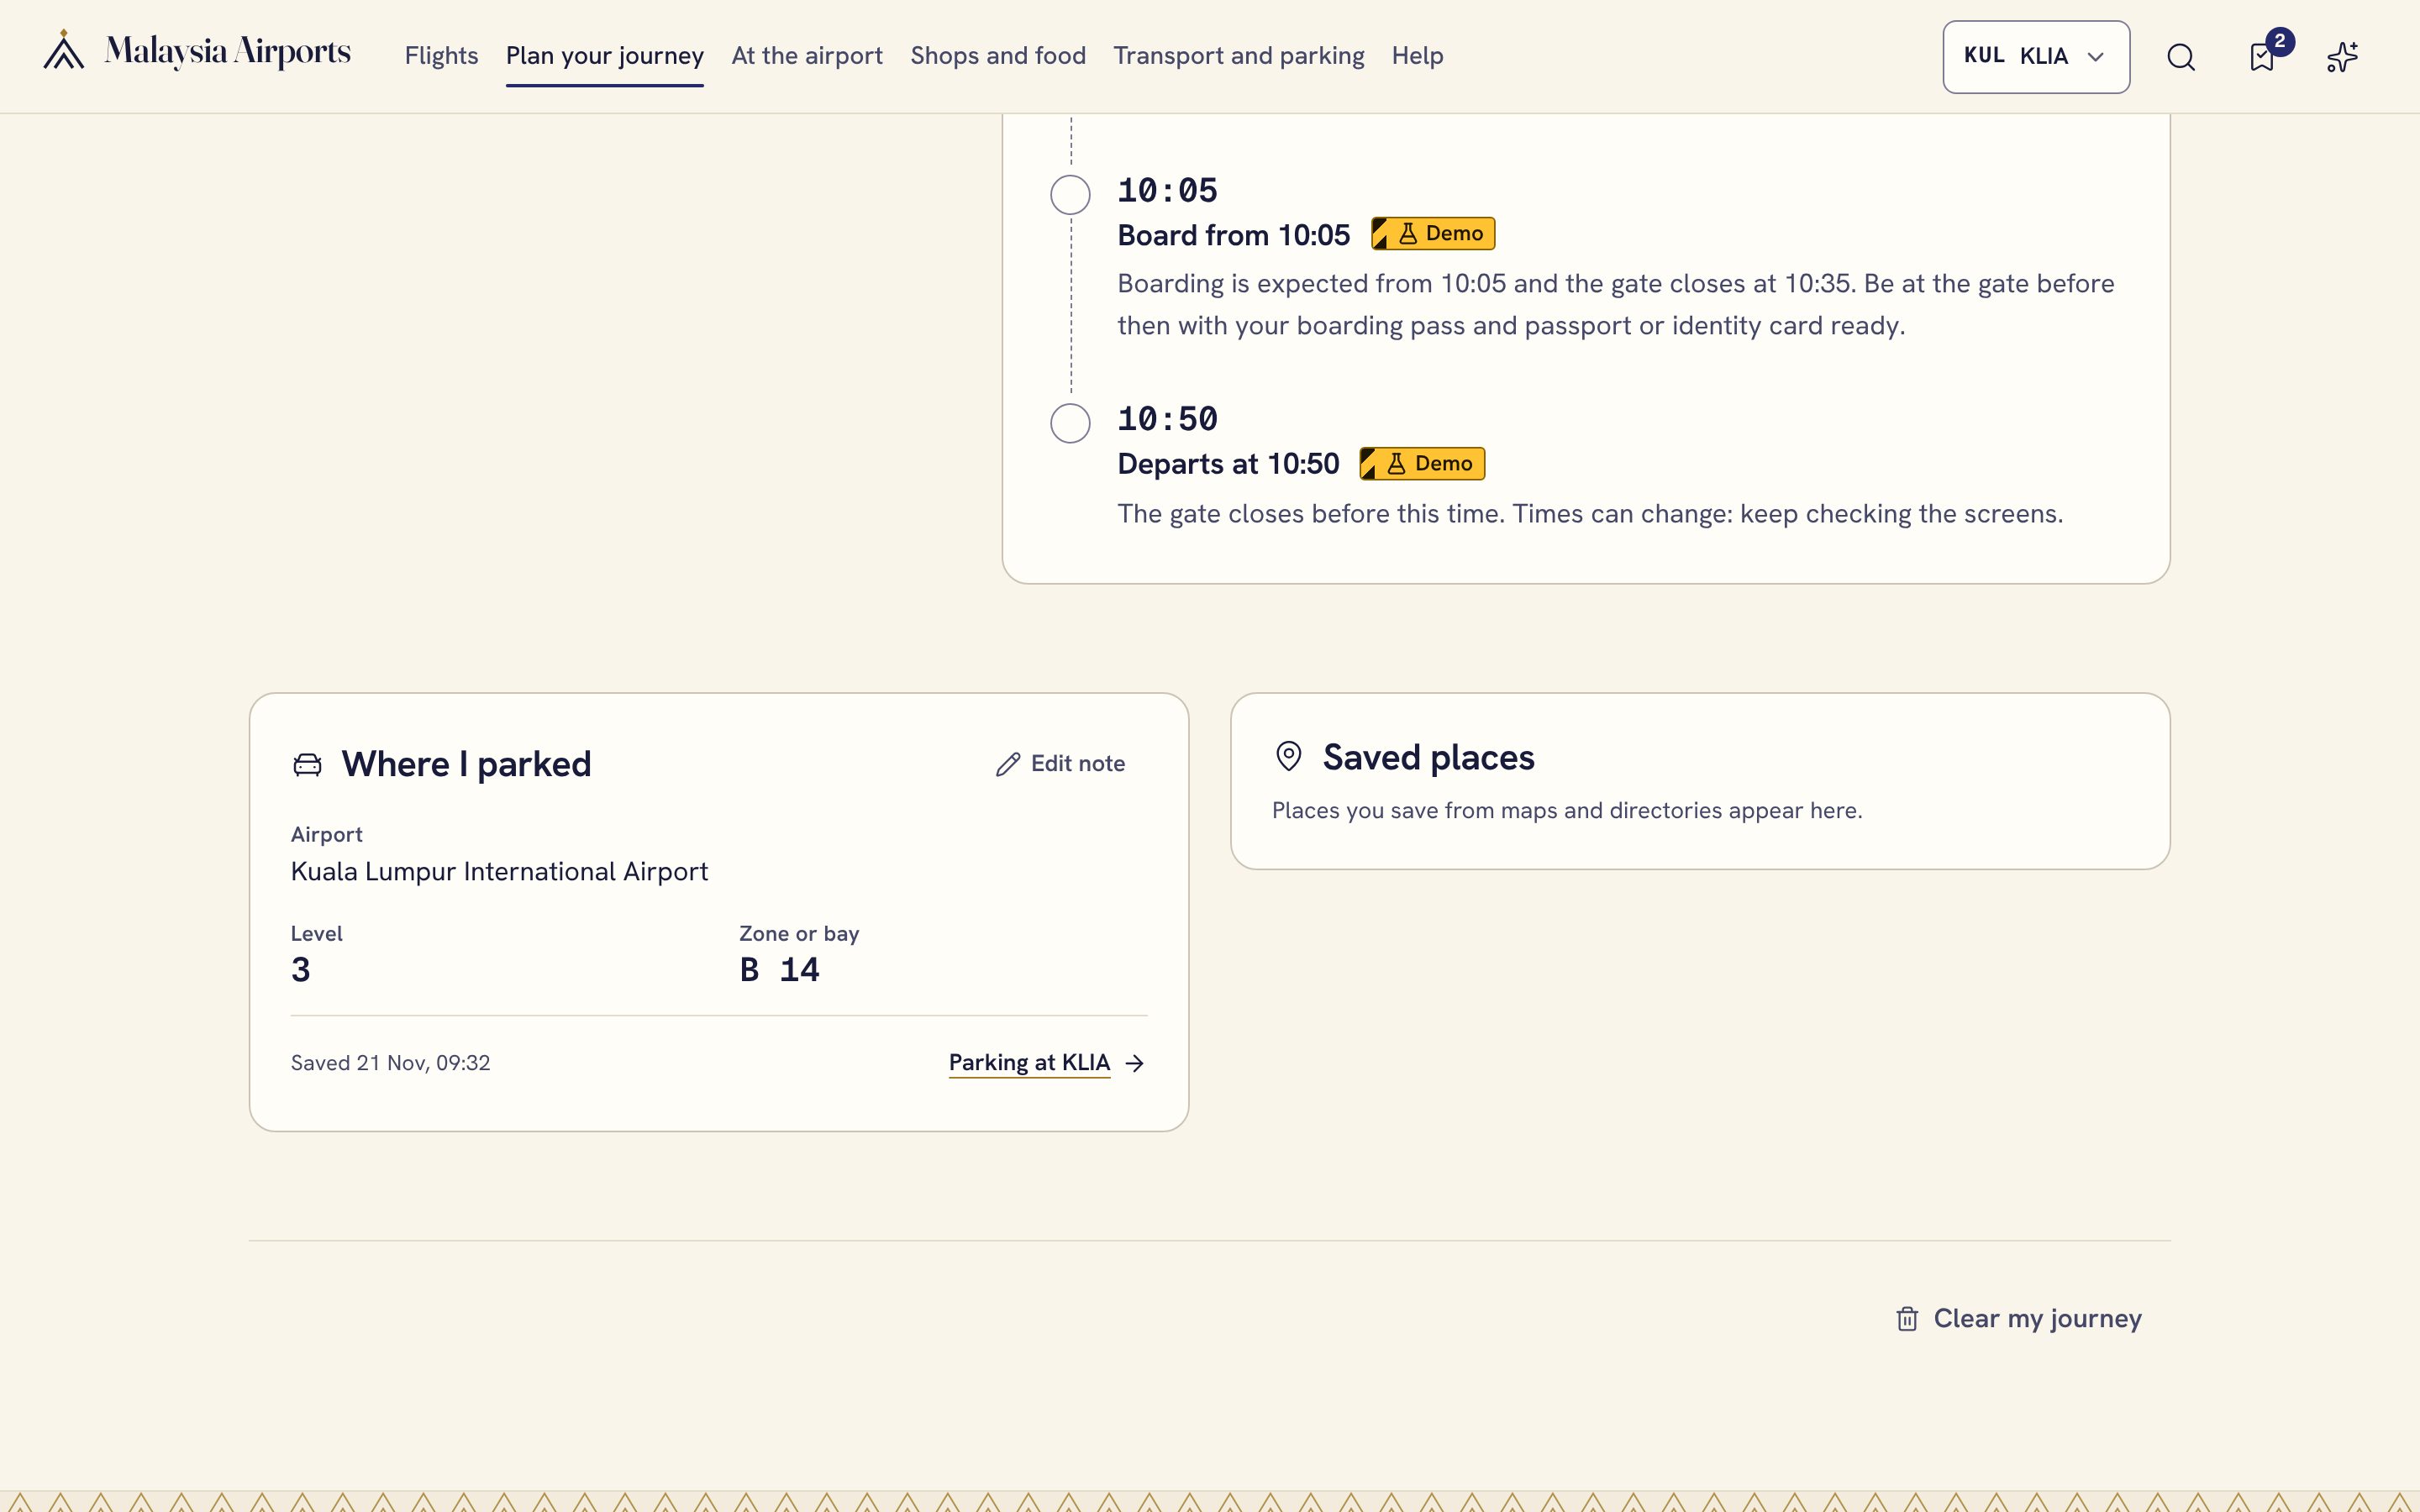 Malaysia Airports
Flights
Plan your journey
At the airport
Shops and food
Transport and parking
Help
KUL KLIA
2
10:05
Board from 10:05
Demo
Boarding is expected from 10:05 and the gate closes at 10:35. Be at the gate before
then with your boarding pass and passport or identity card ready.
10:50
Departs at 10:50
Demo
The gate closes before this time. Times can change: keep checking the screens.
Where I parked
Edit note
Airport
Kuala Lumpur International Airport
Level
3
Zone or bay
B 14
Saved 21 Nov, 09:32
Parking at KLIA
Saved places
Places you save from maps and directories appear here.
Clear my journey